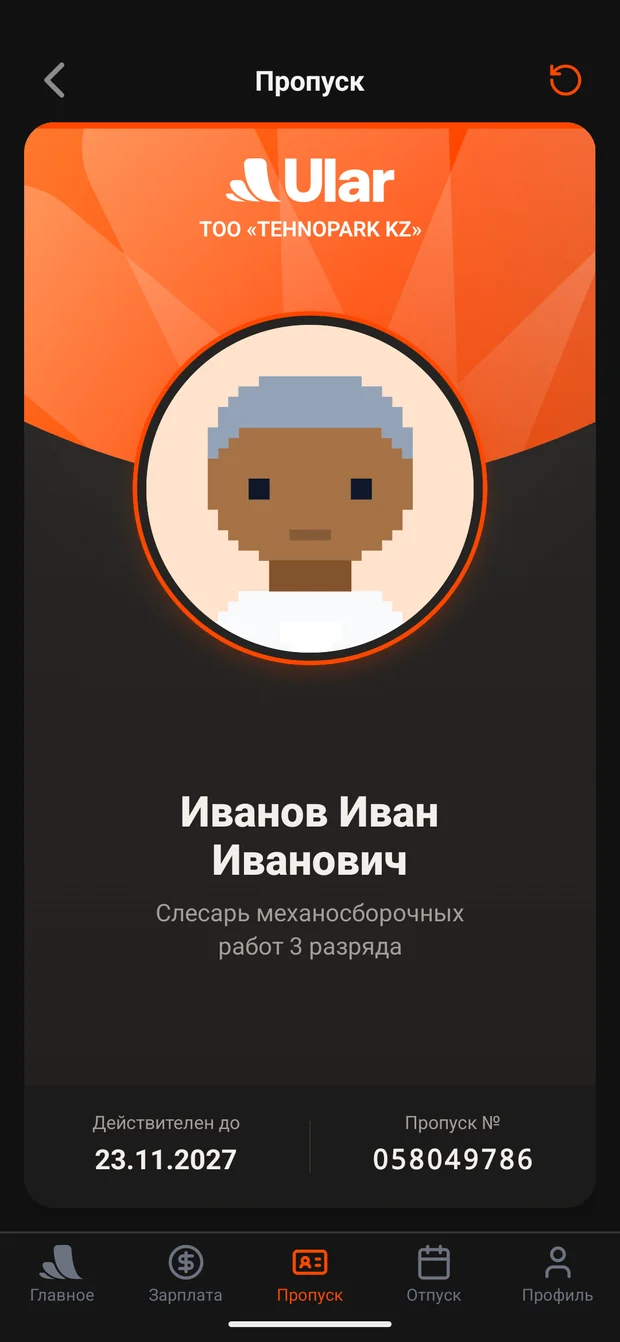 Пропуск
Ular
ТОО «TEHNOPARK KZ»
Иванов Иван
Иванович
Слесарь механосборочных
работ 3 разряда
Действителен до
23.11.2027
Пропуск №
058049786
Главное
Зарплата
Пропуск
Отпуск
Профиль